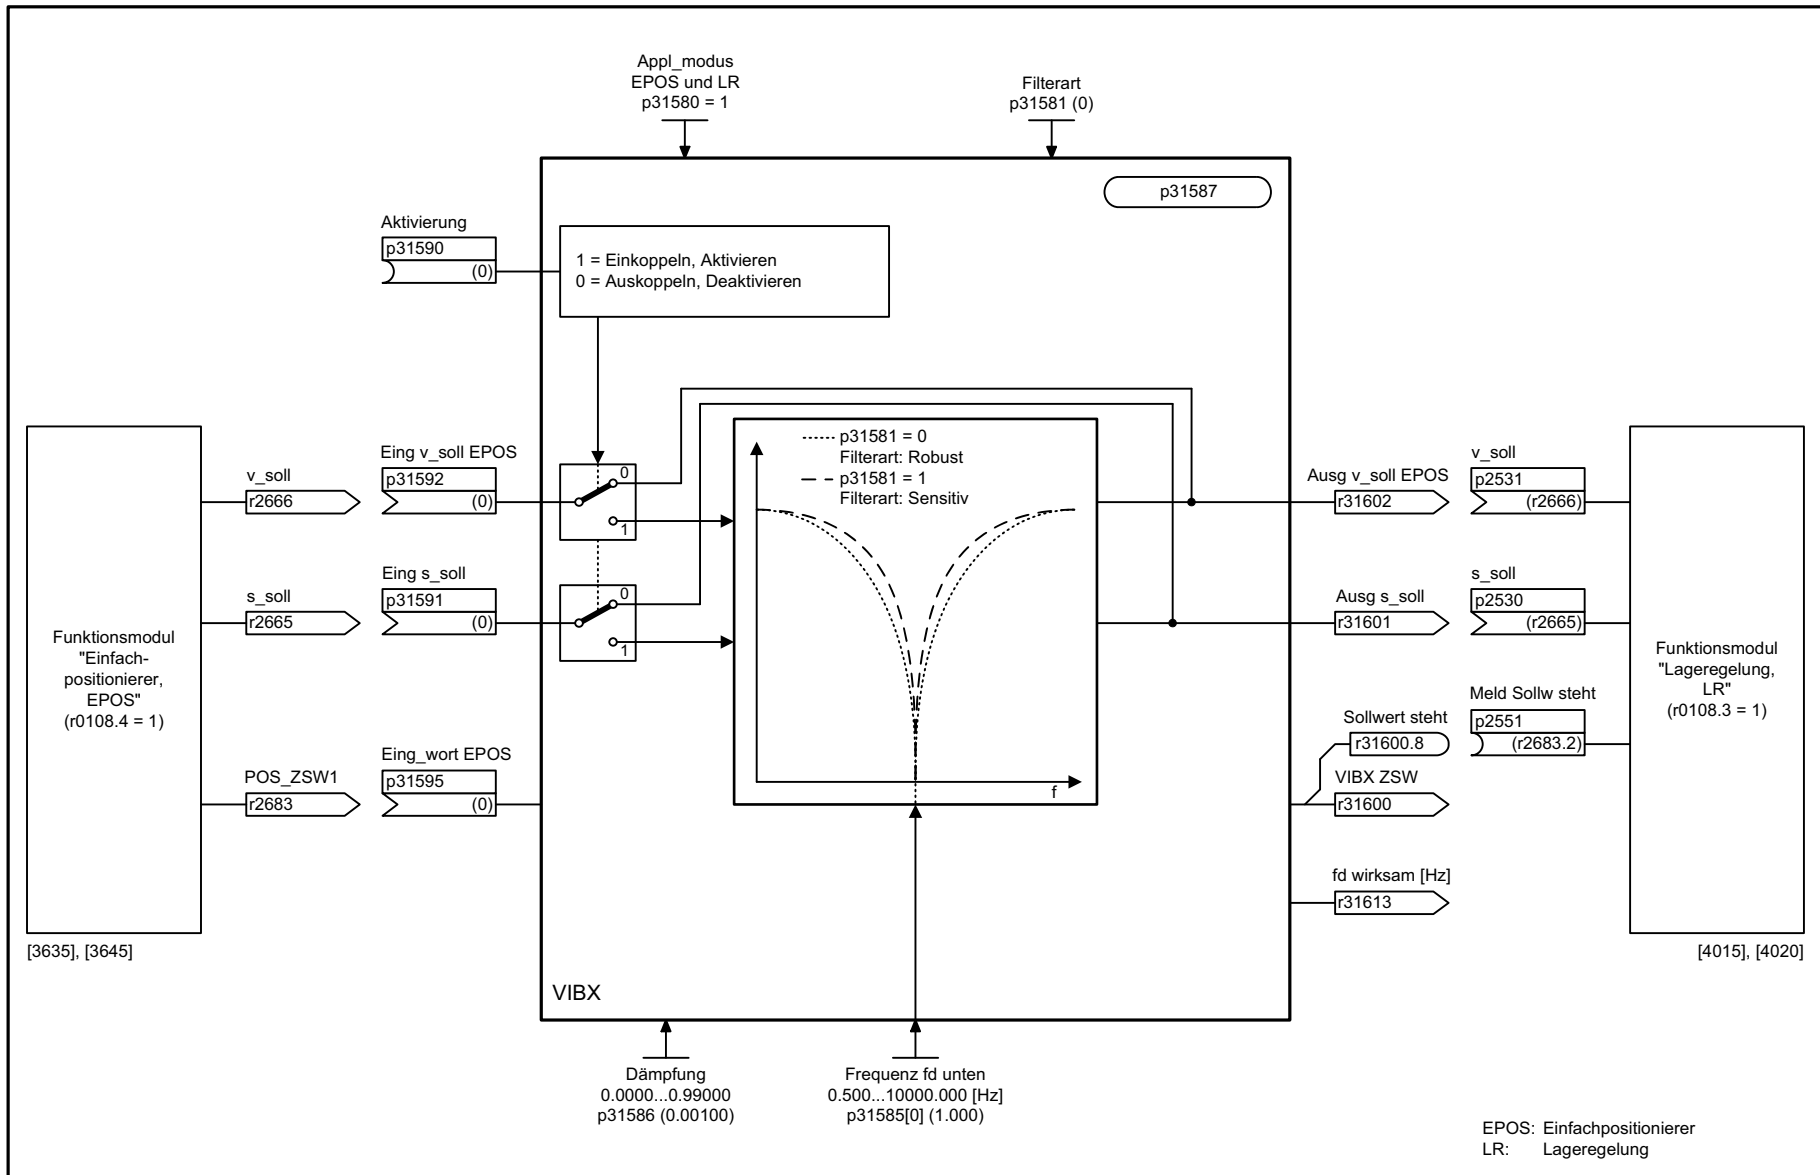 Appl_modus
EPOS und LR
p31580 = 1
Filterart
p31581 (0)
p31587
Aktivierung
p31590
(0)
1 = Einkoppeln, Aktivieren
0 = Auskoppeln, Deaktivieren
Funktionsmodul
"Einfach-
positionierer,
EPOS"
(r0108.4 = 1)
[3635], [3645]
v_soll
r2666
Eing v_soll EPOS
p31592
(0)
0
1
s_soll
r2665
Eing s_soll
p31591
(0)
0
1
POS_ZSW1
r2683
Eing_wort EPOS
p31595
(0)
p31581 = 0
Filterart: Robust
p31581 = 1
Filterart: Sensitiv
f
Ausg v_soll EPOS
r31602
v_soll
p2531
(r2666)
Ausg s_soll
r31601
s_soll
p2530
(r2665)
Sollwert steht
r31600.8
Meld Sollw steht
p2551
(r2683.2)
VIBX ZSW
r31600
fd wirksam [Hz]
r31613
Funktionsmodul
"Lageregelung,
LR"
(r0108.3 = 1)
[4015], [4020]
VIBX
Dämpfung
0.0000...0.99000
p31586 (0.00100)
Frequenz fd unten
0.500...10000.000 [Hz]
p31585[0] (1.000)
EPOS: Einfachpositionierer
LR: Lageregelung